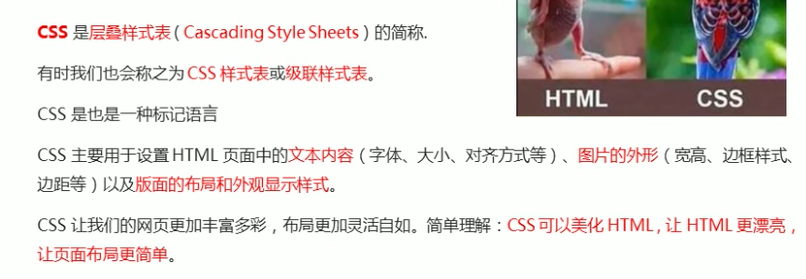 CSS 是层叠样式表 ( Cascading Style Sheets ) 的简称.
有时我们也会称之为 CSS 样式表或级联样式表。
HTML CSS
CSS 是也是一种标记语言
CSS 主要用于设置 HTML 页面中的文本内容（字体、大小、对齐方式等）、图片的外形（宽高、边框样式、
边距等）以及版面的布局和外观显示样式。
CSS 让我们的网页更加丰富多彩，布局更加灵活自如。简单理解：CSS 可以美化 HTML , 让 HTML 更漂亮，
让页面布局更简单。